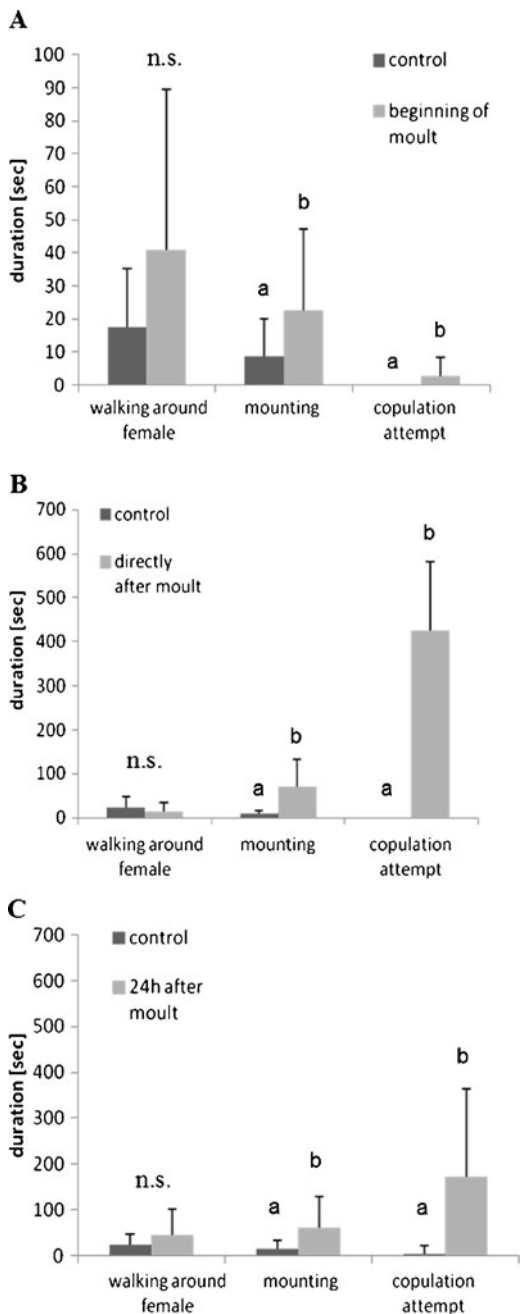 A
n.s.
control
beginning of
moult
a
b
a
b
duration [sec]
100
90
80
70
60
50
40
30
20
10
0
walking around
female
mounting
copulation
attempt
B
control
directly
after moult
n.s.
a
b
a
b
duration [sec]
700
600
500
400
300
200
100
0
walking around
female
mounting
copulation
attempt
C
control
24h after
moult
n.s.
a
b
a
b
duration [sec]
700
600
500
400
300
200
100
0
walking around
female
mounting
copulation
attempt